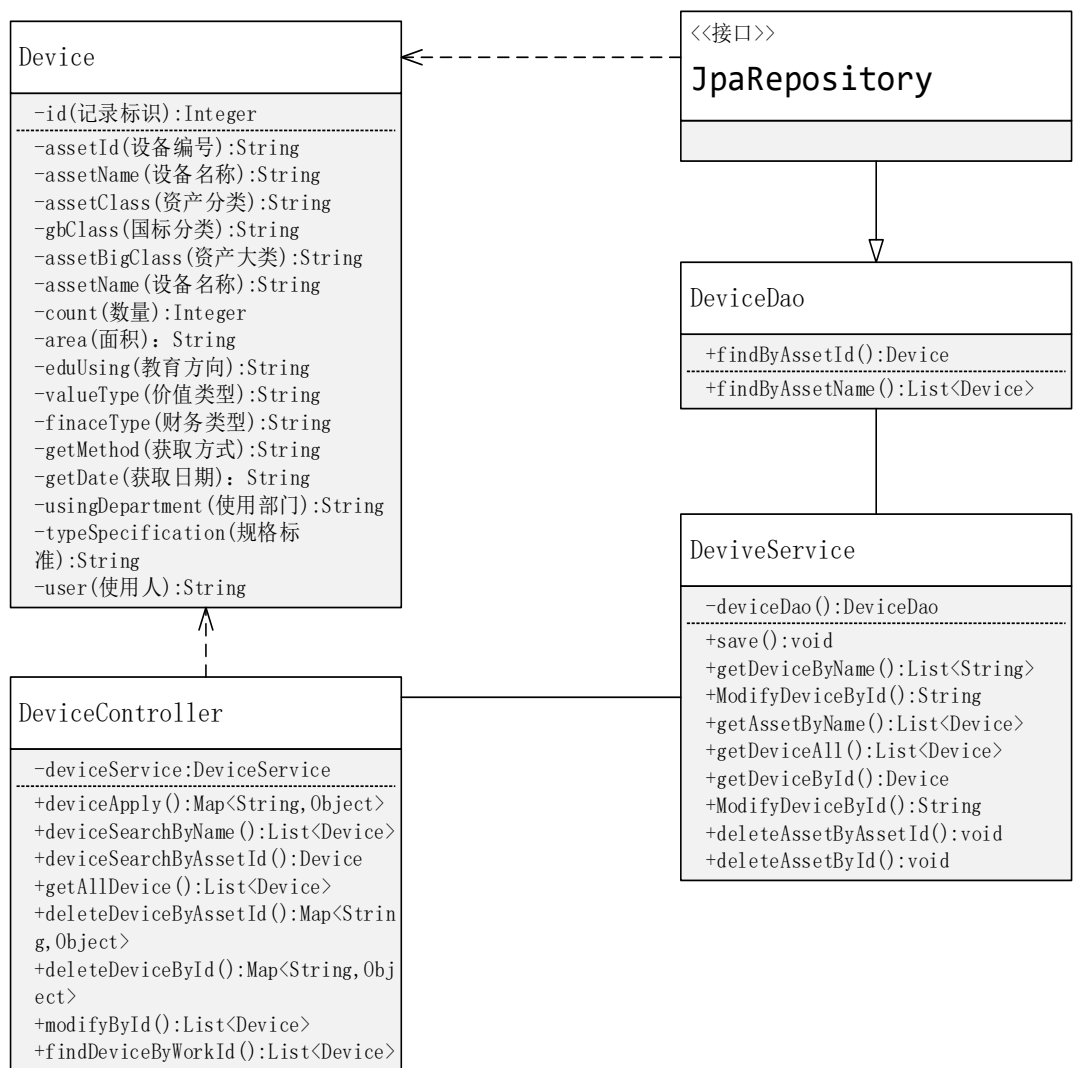 Device
-id(记录标识):Integer
-assetId(设备编号):String
-assetName(设备名称):String
-assetClass(资产分类):String
-gbClass(国标分类):String
-assetBigClass(资产大类):String
-assetName(设备名称):String
-count(数量):Integer
-area(面积)：String
-eduUsing(教育方向):String
-valueType(价值类型):String
-finaceType(财务类型):String
-getMethod(获取方式):String
-getDate(获取日期)：String
-usingDepartment(使用部门):String
-typeSpecification(规格标
准):String
-user(使用人):String
<<接口>>
JpaRepository
DeviceDao
+findByAssetId():Device
+findByAssetName():List<Device>
DeviveService
-deviceDao():DeviceDao
+save():void
+getDeviceByName():List<String>
+ModifyDeviceById():String
+getAssetByName():List<Device>
+getDeviceAll():List<Device>
+getDeviceById():Device
+ModifyDeviceById():String
+deleteAssetByAssetId():void
+deleteAssetById():void
DeviceController
-deviceService:DeviceService
+deviceApply():Map<String,Object>
+deviceSearchByName():List<Device>
+deviceSearchByAssetId():Device
+getAllDevice():List<Device>
+deleteDeviceByAssetId():Map<Strin
g,Object>
+deleteDeviceById():Map<String,Obj
ect>
+modifyById():List<Device>
+findDeviceByWorkId():List<Device>